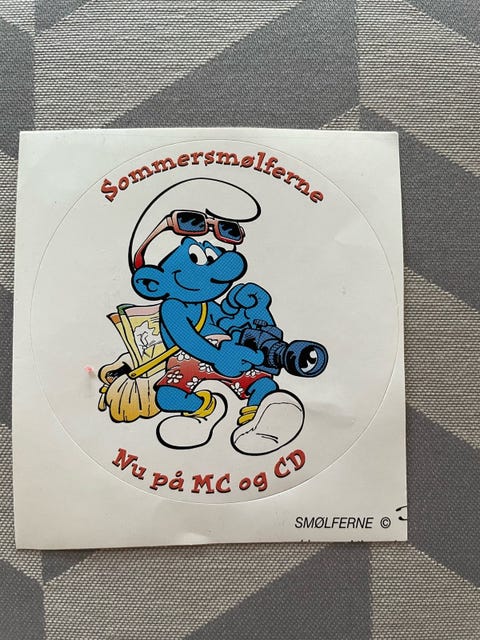 Sommersmølferne
Nu på MC og CD
SMØLFERNE ©